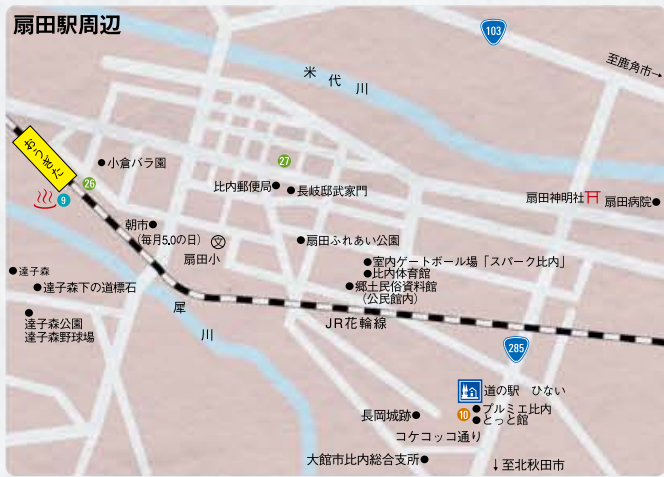 扇田駅周辺
103
至鹿角市→
米代川
おうぎた
小倉バラ園
27
26
9
比内郵便局
長岐邸武家門
扇田神明社
扇田病院
朝市
(毎月5.0の日)
文
扇田小
扇田ふれあい公園
室内ゲートボール場「スパーク比内」
比内体育館
郷土民俗資料館
(公民館内)
達子森
達子森下の道標石
達子森公園
達子森野球場
犀川
JR花輪線
285
道の駅 ひない
10
プルミエ比内
とっと館
長岡城跡
コケコッコ通り
大館市比内総合支所
↓至北秋田市